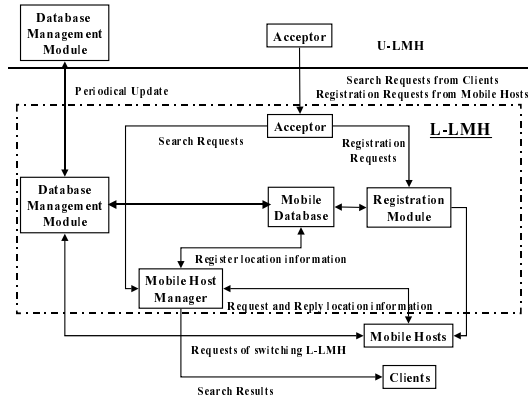 Database
Management
Module
Acceptor
U-LMH
Periodical Update
Search Requests from Clients
Registration Requests from Mobile Hosts
Acceptor
L-LMH
Search Requests
Registration
Requests
Database
Management
Module
Mobile
Database
Registration
Module
Register location information
Mobile Host
Manager
Request and Reply location information
Mobile Hosts
Requests of switching L-LMH
Clients
Search Results